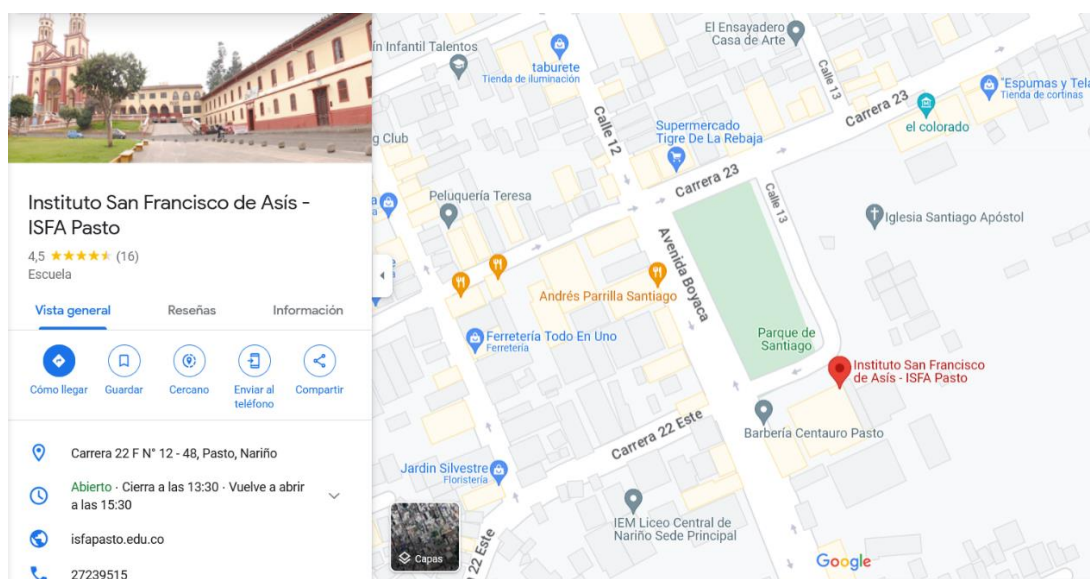 Instituto San Francisco de Asís -
ISFA Pasto
4,5 (16)
Escuela
Vista general
Reseñas
Información
Cómo llegar
Guardar
Cercano
Enviar al
teléfono
Compartir
Carrera 22 F N° 12 - 48, Pasto, Nariño
Abierto · Cierra a las 13:30 · Vuelve a abrir
a las 15:30
isfapasto.edu.co
27239515
ín Infantil Talentos
taburete
Tienda de iluminación
El Ensayadero
Casa de Arte
Calle 13
"Espumas y Tela
Tienda de cortinas
Carrera 23
el colorado
g Club
Calle 12
Supermercado
Tigre De La Rebaja
Carrera 23
Calle 13
a
a
Peluquería Teresa
Iglesia Santiago Apóstol
Avenida Boyaca
Andrés Parrilla Santiago
Ferretería Todo En Uno
Ferretería
Parque de
Santiago
Instituto San Francisco
de Asís - ISFA Pasto
Barbería Centauro Pasto
Carrera 22 Este
Jardin Silvestre
Floristería
IEM Liceo Central de
Nariño Sede Principal
22 Este
Capas
Google